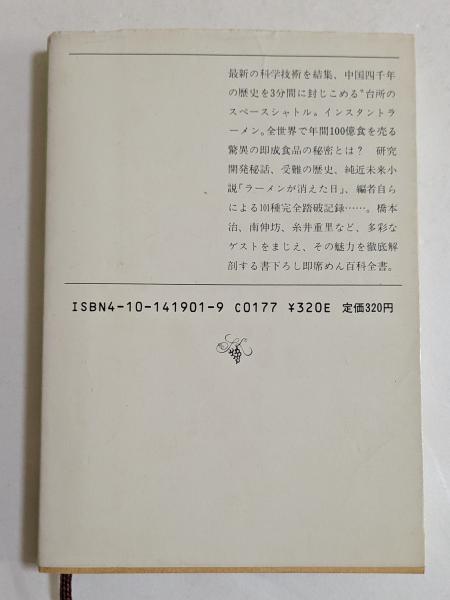 最新の科学技術を結集、中国四千年
の歴史を3分間に封じこめる〝台所の
スペースシャトル〟インスタントラ
ーメン。全世界で年間100億食を売る
驚異の即成食品の秘密とは？　研究
開発秘話、受難の歴史、純近未来小
説「ラーメンが消えた日」、編者自ら
による101種完全踏破記録……。橋本
治、南伸坊、糸井重里など、多彩な
ゲストをまじえ、その魅力を徹底解
剖する書下ろし即席めん百科全書。
ISBN4-10-141901-9 C0177 ¥320E 定価320円